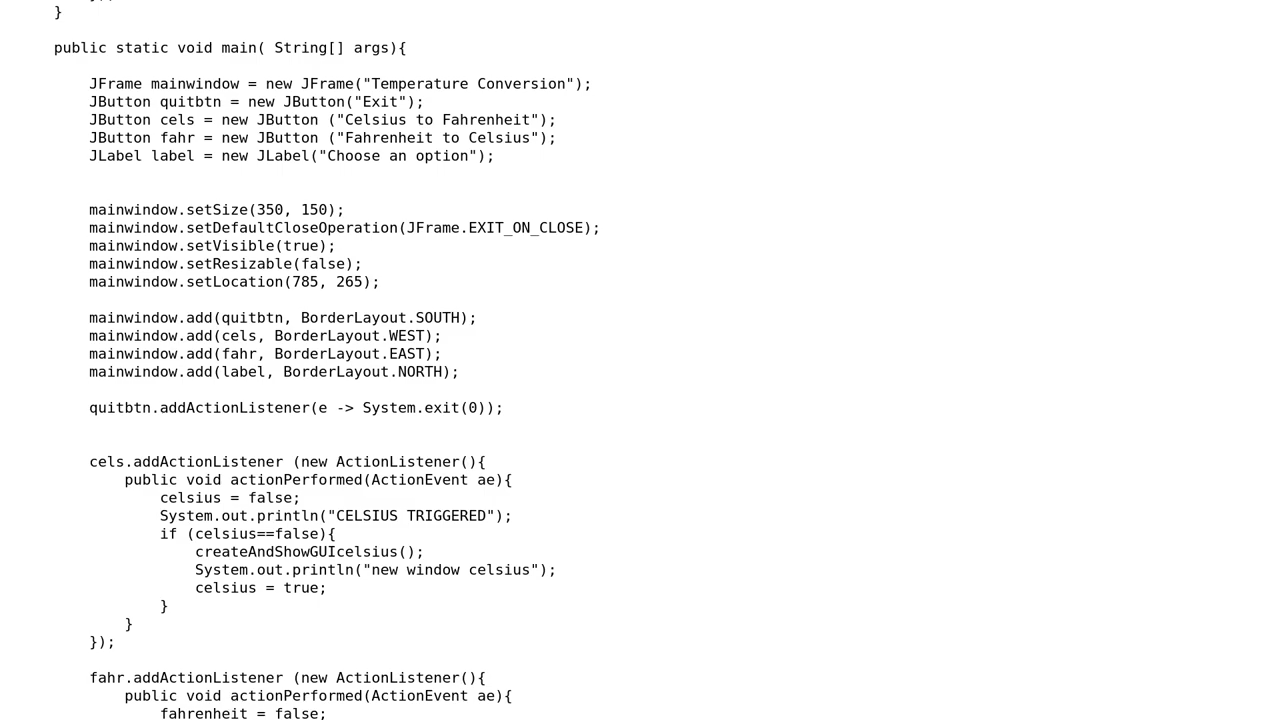 }
public static void main( String[] args){
JFrame mainwindow = new JFrame("Temperature Conversion");
JButton quitbtn = new JButton("Exit");
JButton cels = new JButton ("Celsius to Fahrenheit");
JButton fahr = new JButton ("Fahrenheit to Celsius");
JLabel label = new JLabel("Choose an option");
mainwindow.setSize(350, 150);
mainwindow.setDefaultCloseOperation(JFrame.EXIT_ON_CLOSE);
mainwindow.setVisible(true);
mainwindow.setResizable(false);
mainwindow.setLocation(785, 265);
mainwindow.add(quitbtn, BorderLayout.SOUTH);
mainwindow.add(cels, BorderLayout.WEST);
mainwindow.add(fahr, BorderLayout.EAST);
mainwindow.add(label, BorderLayout.NORTH);
quitbtn.addActionListener(e -> System.exit(0));
cels.addActionListener (new ActionListener(){
public void actionPerformed(ActionEvent ae){
celsius = false;
System.out.println("CELSIUS TRIGGERED");
if (celsius==false){
createAndShowGUIcelsius();
System.out.println("new window celsius");
celsius = true;
}
}
});
fahr.addActionListener (new ActionListener(){
public void actionPerformed(ActionEvent ae){
fahrenheit = false;